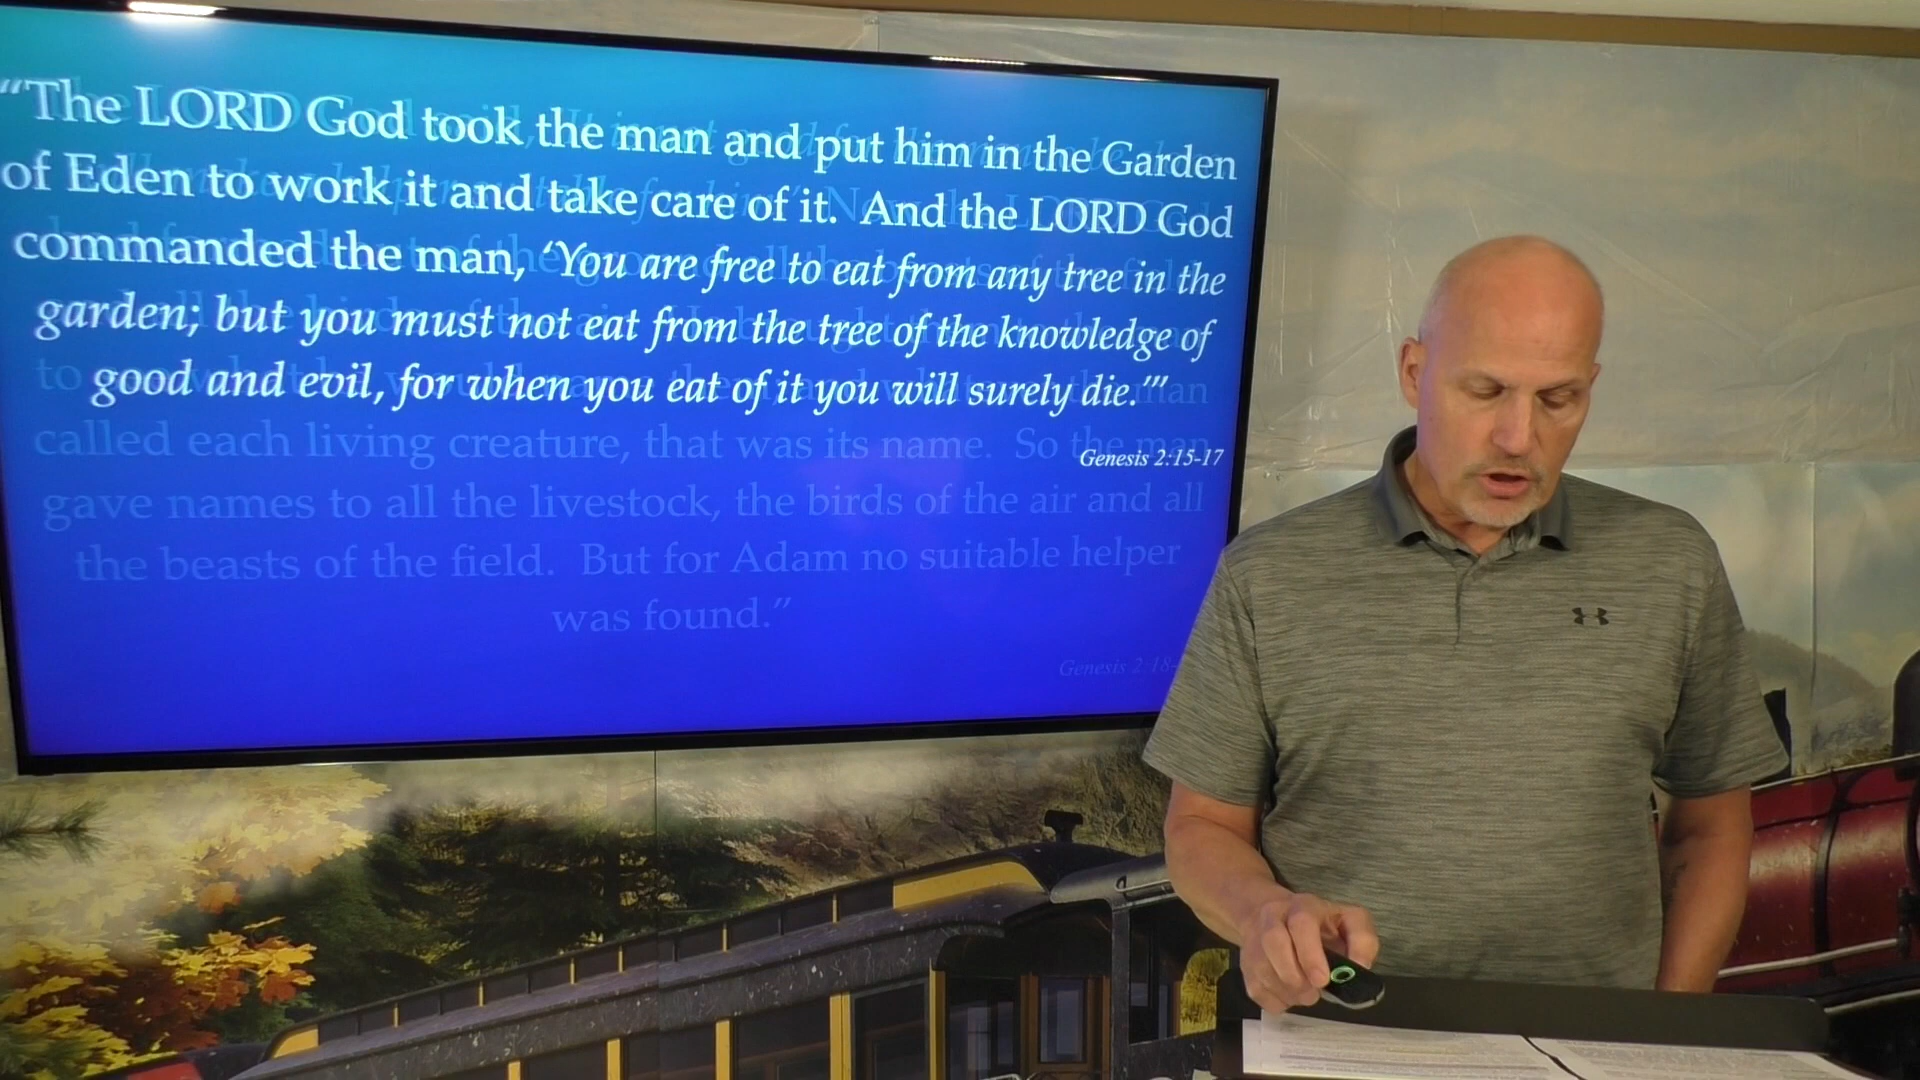 “The LORD God took the man and put him in the Garden
of Eden to work it and take care of it. And the LORD God
commanded the man, ‘You are free to eat from any tree in the
garden; but you must not eat from the tree of the knowledge of
good and evil, for when you eat of it you will surely die.’”
Genesis 2:15-17
called each living creature, that was its name. So the man
gave names to all the livestock, the birds of the air and all
the beasts of the field. But for Adam no suitable helper
was found.”
Genesis 2:18-